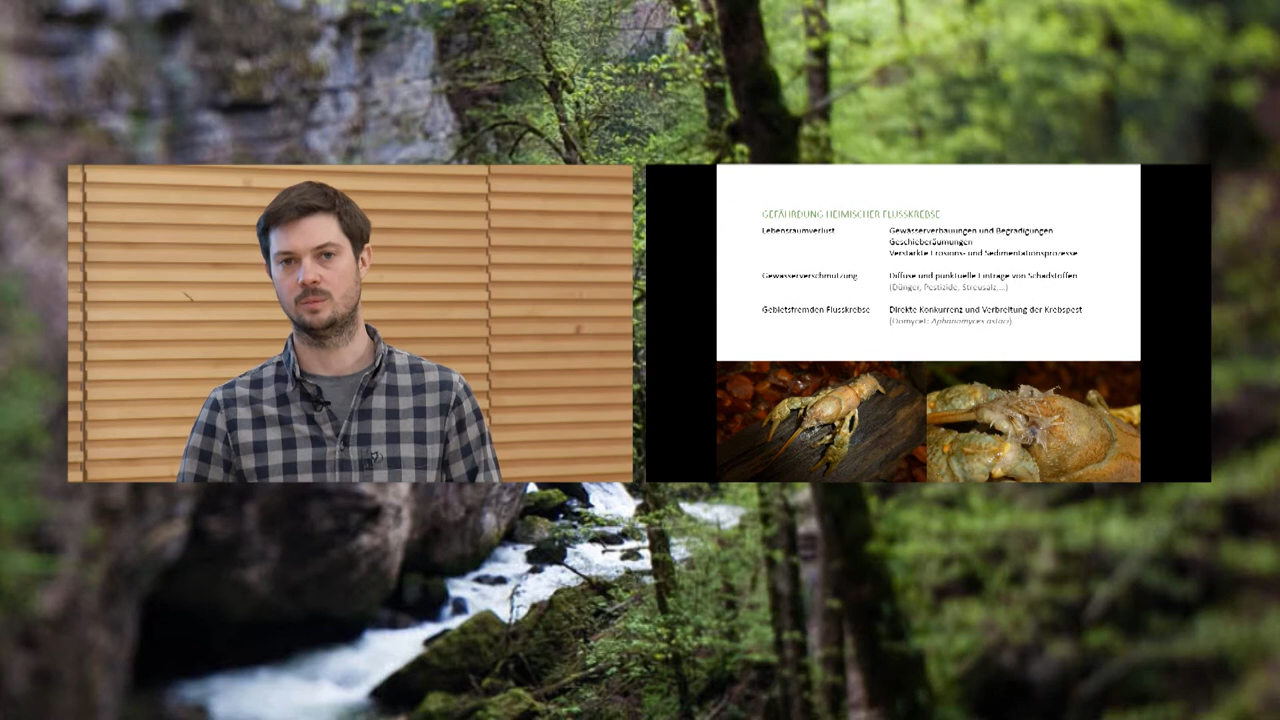 GEFÄHRDUNG HEIMISCHER FLUSSKREBSE
Lebensraumverlust
Gewässerverbauungen und Begradigungen
Geschieberäumungen
Verstärkte Erosions- und Sedimentationsprozesse
Gewässerverschmutzung
Diffuse und punktuelle Einträge von Schadstoffen
(Dünger, Pestizide, Streusalz,...)
Gebietsfremden Flusskrebse
Direkte Konkurrenz und Verbreitung der Krebspest
(Oomycet: Aphanomyces astaci)